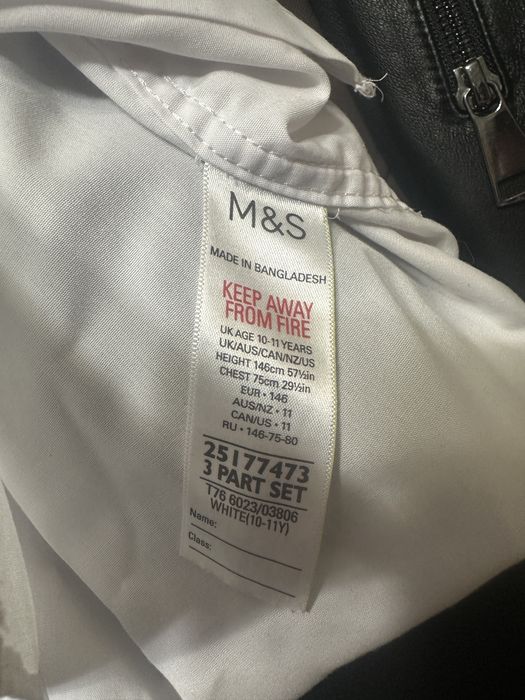 M&S
MADE IN BANGLADESH
KEEP AWAY
FROM FIRE
UK AGE 10-11 YEARS
UK/AUS/CAN/NZ/US
HEIGHT 146cm 57½in
CHEST 75cm 29½in
EUR • 146
AUS/NZ • 11
CAN/US • 11
RU • 146-75-80
25177473
3 PART SET
T76 6023/03806
WHITE(10-11Y)
Name:
Class: